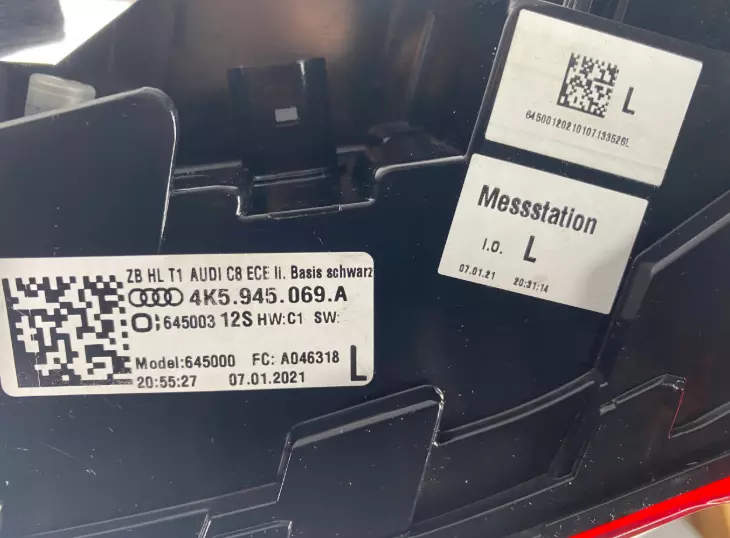 L
64500120210107133526L
Messstation
I.O. L
07.01.21 20:31:14
ZB HL T1 AUDI C8 ECE li. Basis schwarz
4K5.945.069.A
645003 12S HW:C1 SW:
Model:645000 FC: A046318
20:55:27 07.01.2021 L